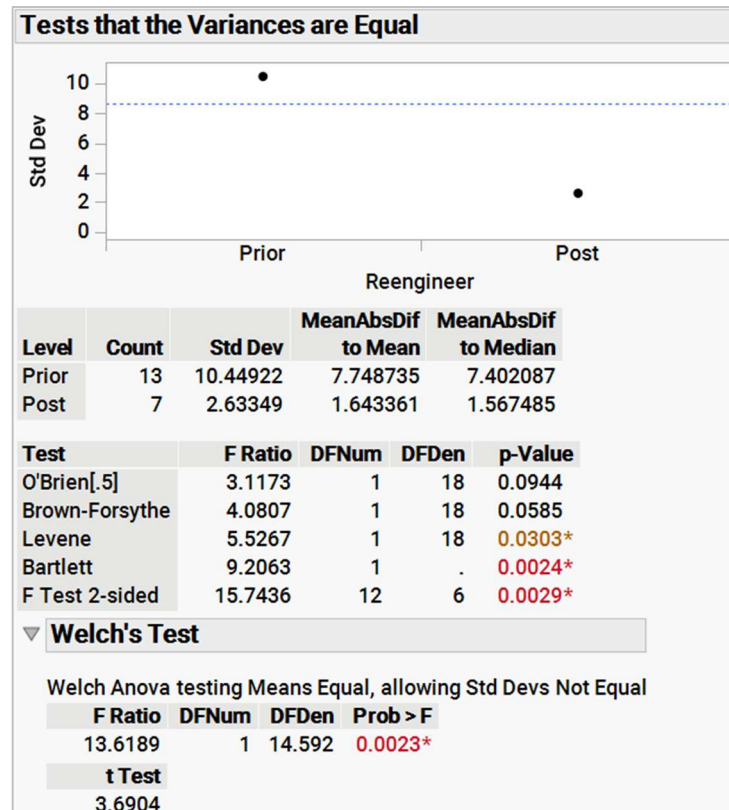 Tests that the Variances are Equal
10
8
6
4
2
0
Std Dev
Prior Post
Reengineer
MeanAbsDif MeanAbsDif
Level Count Std Dev to Mean to Median
Prior 13 10.44922 7.748735 7.402087
Post 7 2.63349 1.643361 1.567485
Test F Ratio DFNum DFDen p-Value
O'Brien[.5] 3.1173 1 18 0.0944
Brown-Forsythe 4.0807 1 18 0.0585
Levene 5.5267 1 18 0.0303*
Bartlett 9.2063 1 . 0.0024*
F Test 2-sided 15.7436 12 6 0.0029*
Welch's Test
Welch Anova testing Means Equal, allowing Std Devs Not Equal
F Ratio DFNum DFDen Prob > F
13.6189 1 14.592 0.0023*
t Test
3.6904